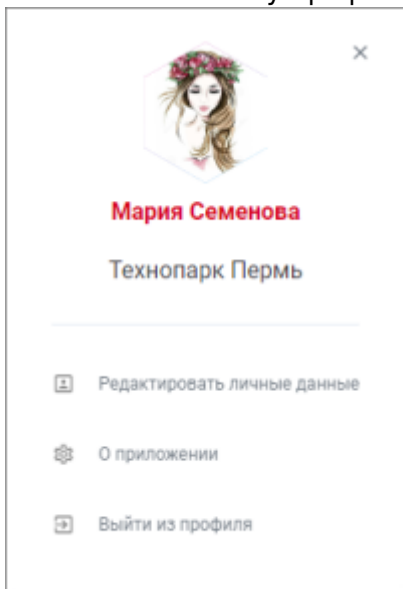 Мария Семенова
Технопарк Пермь
Редактировать личные данные
О приложении
Выйти из профиля